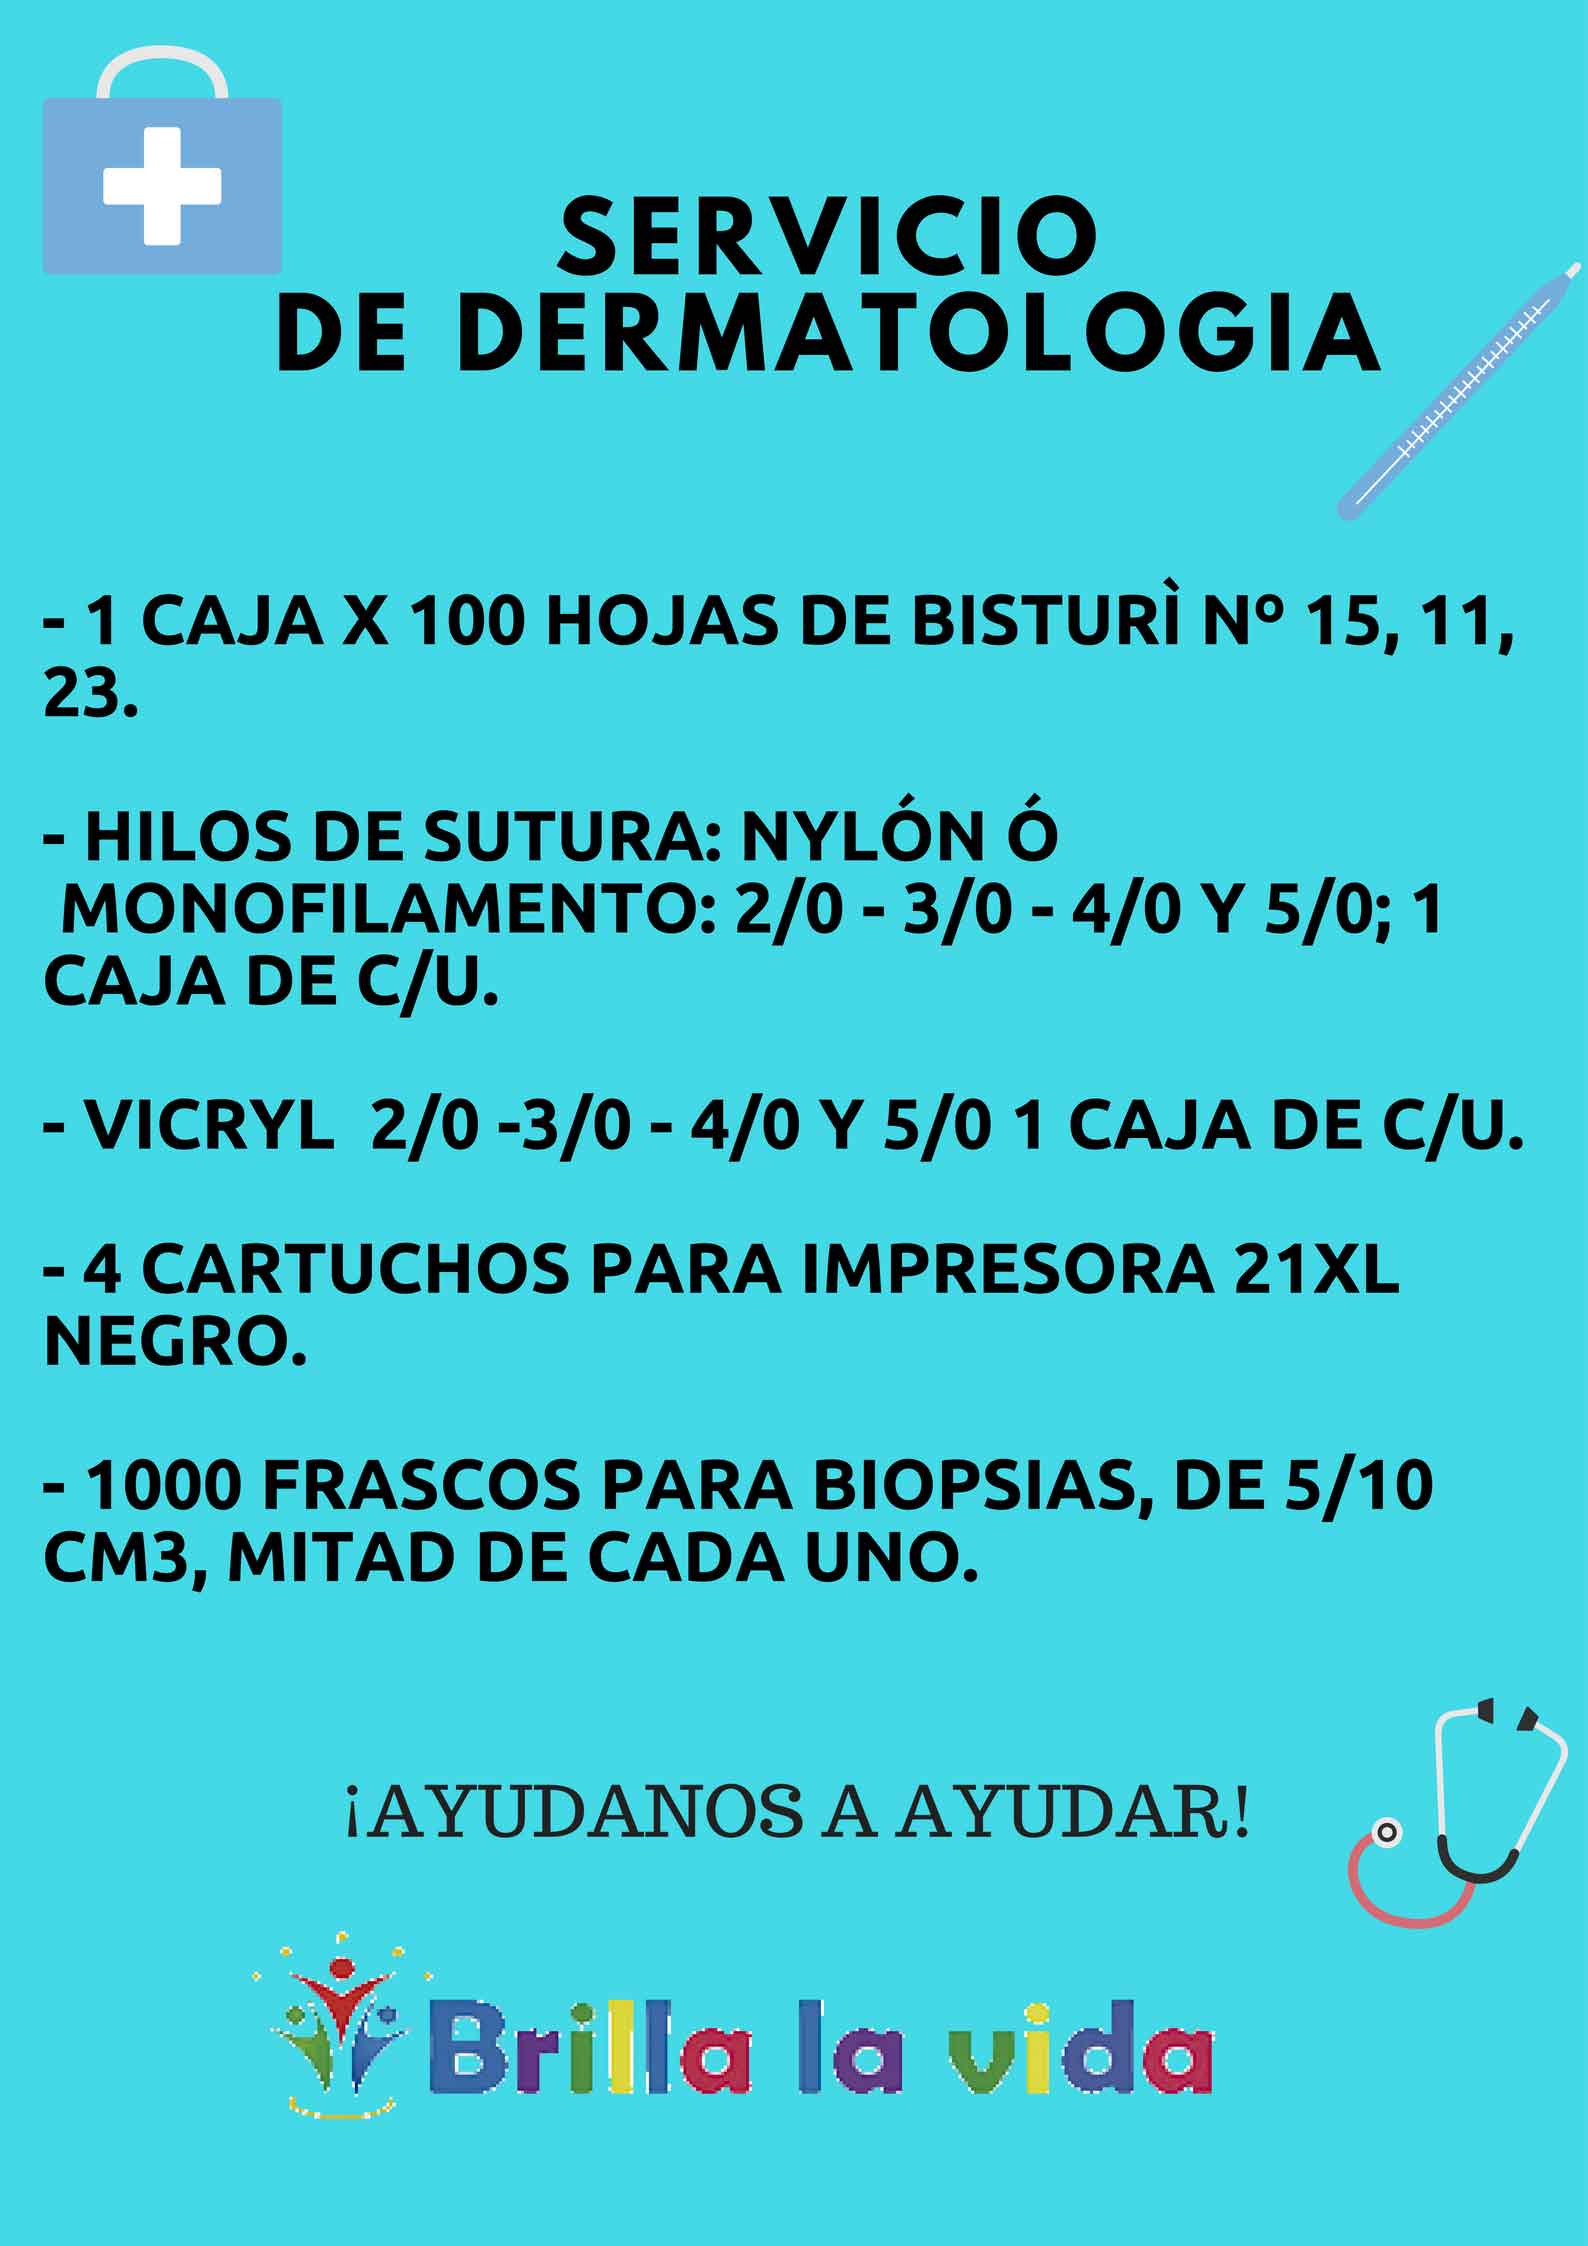 SERVICIO
DE DERMATOLOGIA
- 1 CAJA X 100 HOJAS DE BISTURÌ Nº 15, 11,
23.
- HILOS DE SUTURA: NYLÓN Ó
MONOFILAMENTO: 2/0 - 3/0 - 4/0 Y 5/0; 1
CAJA DE C/U.
- VICRYL 2/0 -3/0 - 4/0 Y 5/0 1 CAJA DE C/U.
- 4 CARTUCHOS PARA IMPRESORA 21XL
NEGRO.
- 1000 FRASCOS PARA BIOPSIAS, DE 5/10
CM3, MITAD DE CADA UNO.
¡AYUDANOS A AYUDAR!
Brilla la vida